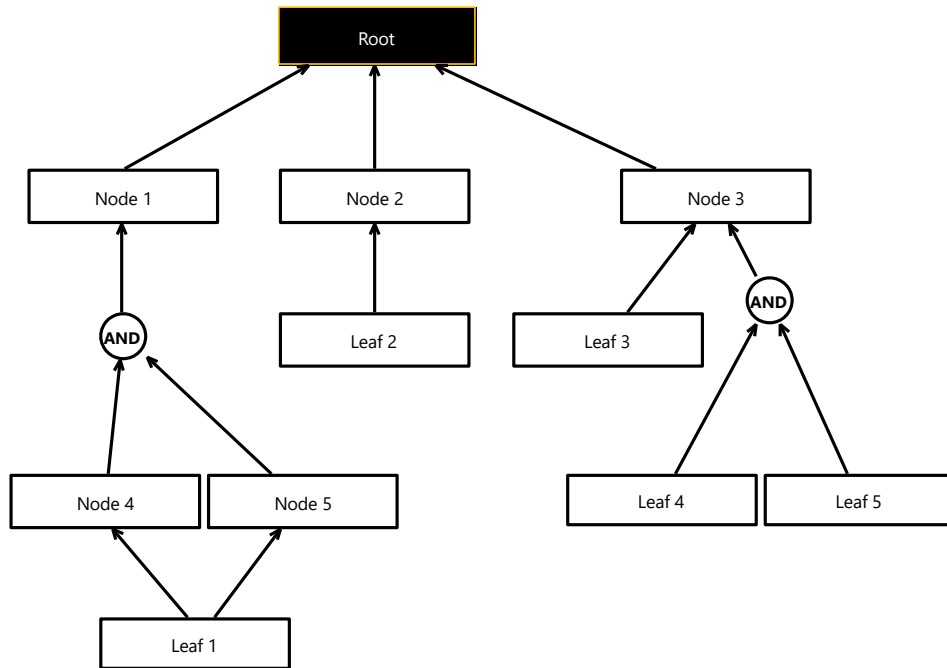 Root
Node 1
Node 2
Node 3
AND
AND
Leaf 2
Leaf 3
Node 4
Node 5
Leaf 4
Leaf 5
Leaf 1